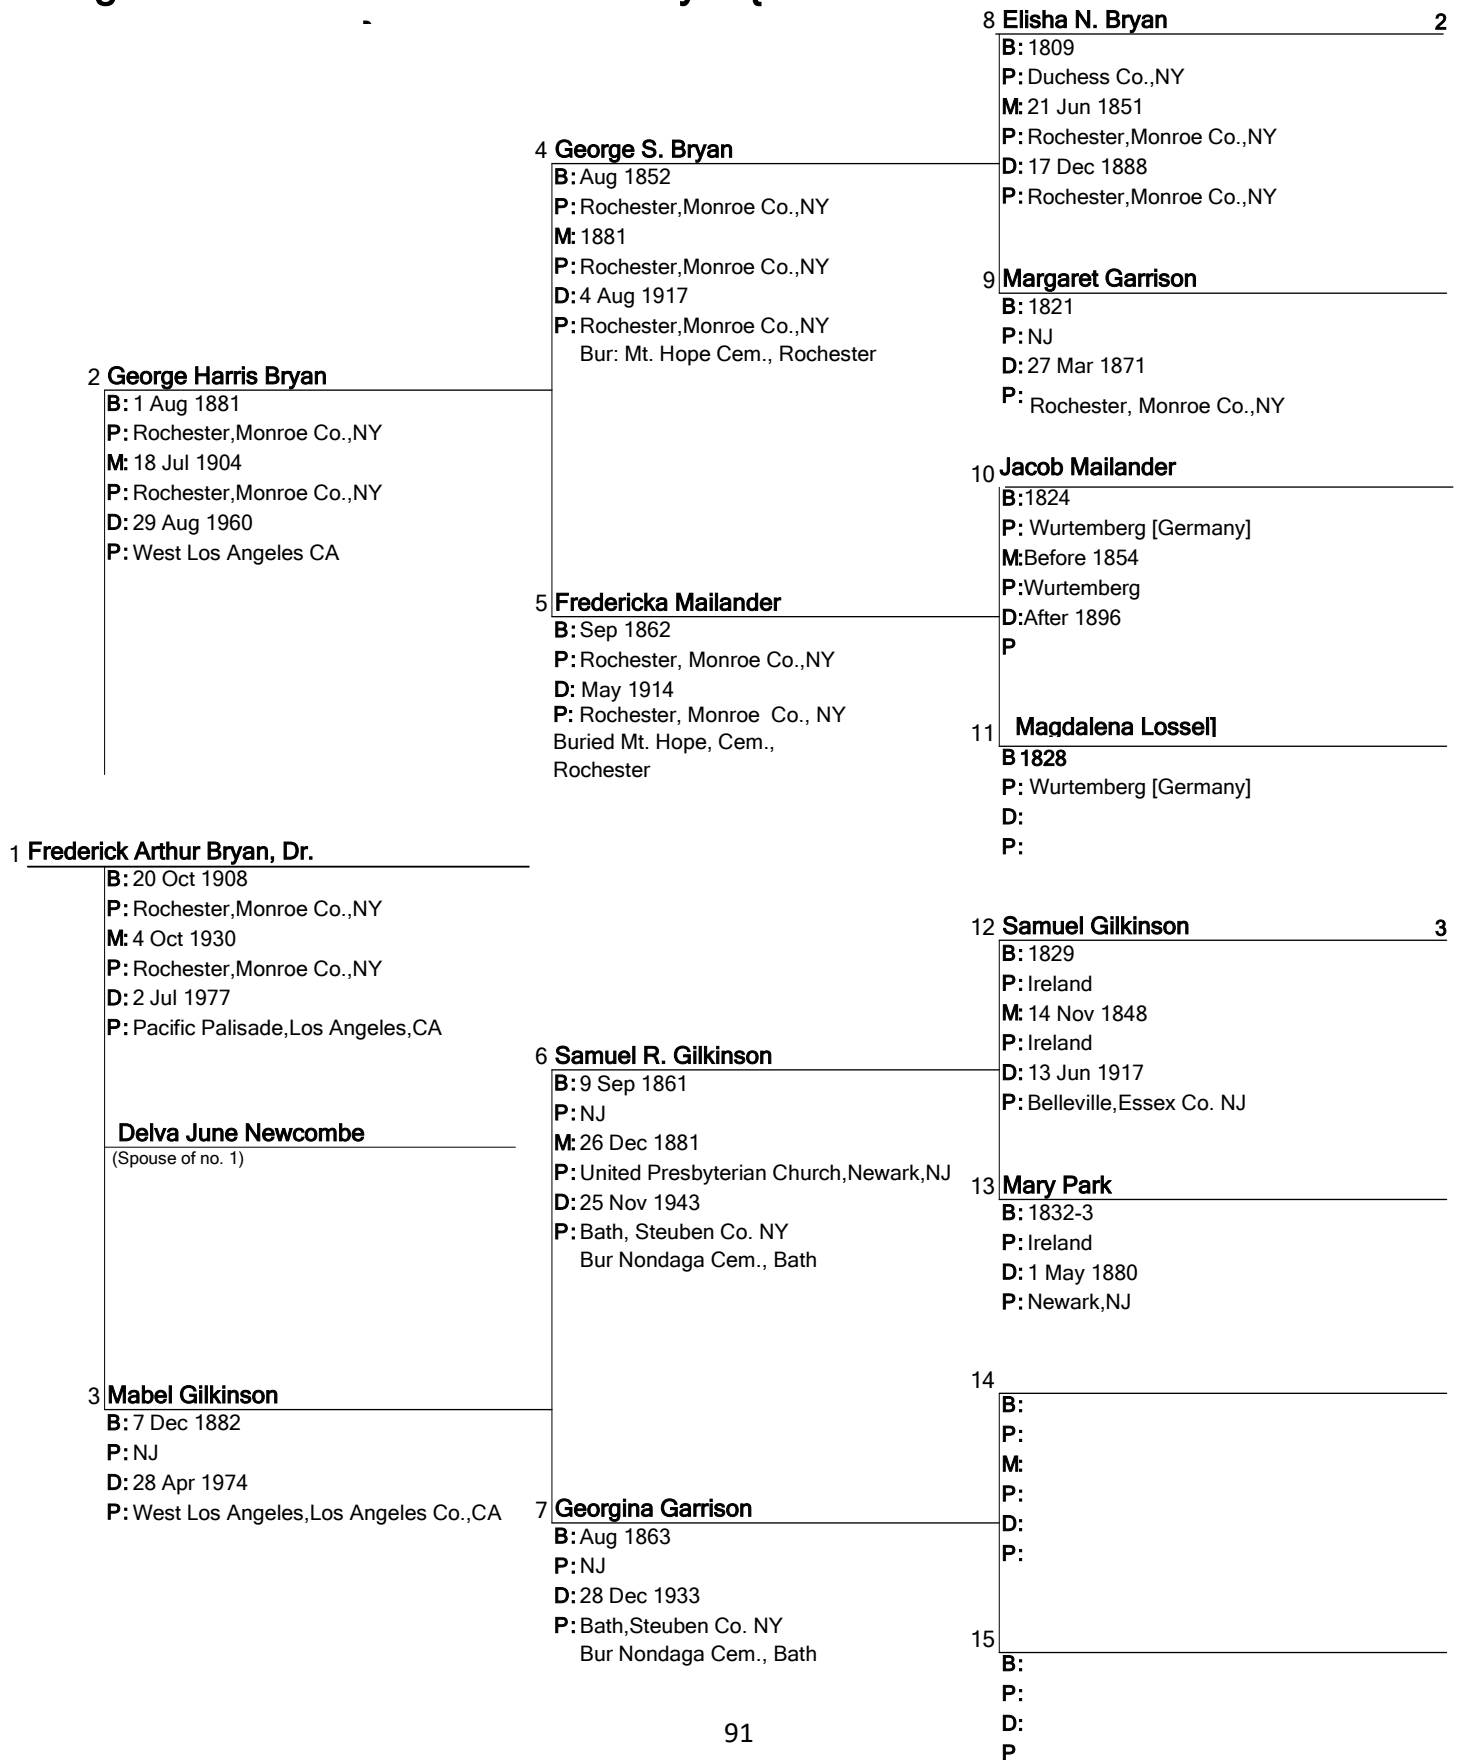 8 Elisha N. Bryan 2
B: 1809
P: Duchess Co.,NY
M: 21 Jun 1851
P: Rochester,Monroe Co.,NY
D: 17 Dec 1888
P: Rochester,Monroe Co.,NY
4 George S. Bryan
B: Aug 1852
P: Rochester,Monroe Co.,NY
M: 1881
P: Rochester,Monroe Co.,NY
D: 4 Aug 1917
P: Rochester,Monroe Co.,NY
Bur: Mt. Hope Cem., Rochester
9 Margaret Garrison
B: 1821
P: NJ
D: 27 Mar 1871
P: Rochester, Monroe Co.,NY
2 George Harris Bryan
B: 1 Aug 1881
P: Rochester,Monroe Co.,NY
M: 18 Jul 1904
P: Rochester,Monroe Co.,NY
D: 29 Aug 1960
P: West Los Angeles CA
10 Jacob Mailander
B:1824
P: Wurtemberg [Germany]
M:Before 1854
P:Wurtemberg
D:After 1896
P
5 Fredericka Mailander
B: Sep 1862
P: Rochester, Monroe Co.,NY
D: May 1914
P: Rochester, Monroe Co., NY
Buried Mt. Hope, Cem.,
Rochester
11 Magdalena Lossel]
B 1828
P: Wurtemberg [Germany]
D:
P:
1 Frederick Arthur Bryan, Dr.
B: 20 Oct 1908
P: Rochester,Monroe Co.,NY
M: 4 Oct 1930
P: Rochester,Monroe Co.,NY
D: 2 Jul 1977
P: Pacific Palisade,Los Angeles,CA
12 Samuel Gilkinson 3
B: 1829
P: Ireland
M: 14 Nov 1848
P: Ireland
D: 13 Jun 1917
P: Belleville,Essex Co. NJ
6 Samuel R. Gilkinson
B: 9 Sep 1861
P: NJ
M: 26 Dec 1881
P: United Presbyterian Church,Newark,NJ
D: 25 Nov 1943
P: Bath, Steuben Co. NY
Bur Nondaga Cem., Bath
Delva June Newcombe
(Spouse of no. 1)
13 Mary Park
B: 1832-3
P: Ireland
D: 1 May 1880
P: Newark,NJ
3 Mabel Gilkinson
B: 7 Dec 1882
P: NJ
D: 28 Apr 1974
P: West Los Angeles,Los Angeles Co.,CA
14
B:
P:
M:
P:
D:
P:
7 Georgina Garrison
B: Aug 1863
P: NJ
D: 28 Dec 1933
P: Bath,Steuben Co. NY
Bur Nondaga Cem., Bath
15
B:
P:
D:
P
91